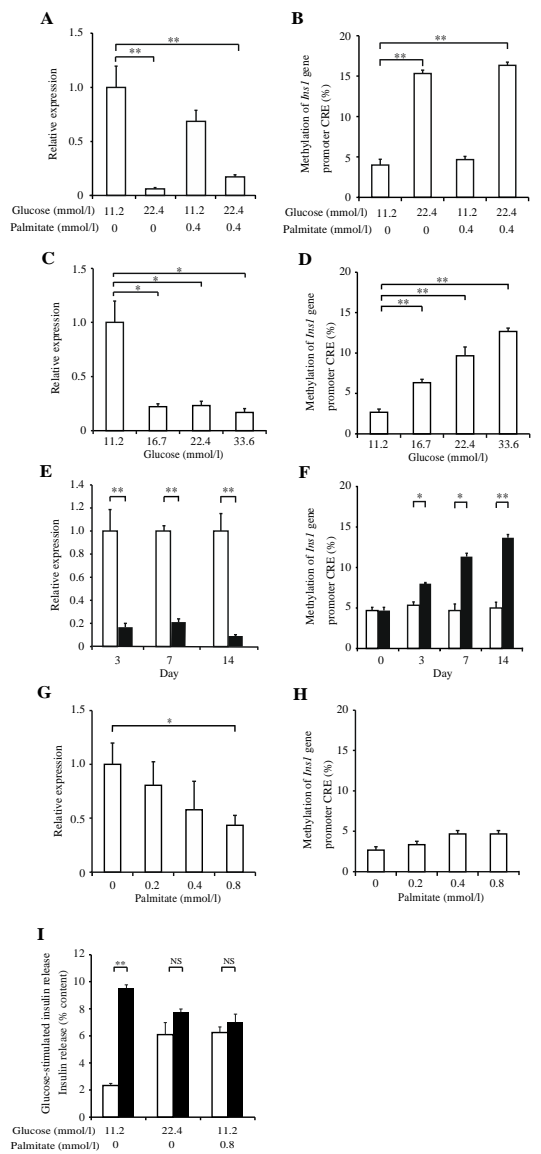 A
Relative expression
1.5
1.0
0.5
0
**
**
Glucose (mmol/l) 11.2 22.4 11.2 22.4
Palmitate (mmol/l) 0 0 0.4 0.4
B
Methylation of Ins1 gene
promoter CRE (%)
20
15
10
5
0
**
**
Glucose (mmol/l) 11.2 22.4 11.2 22.4
Palmitate (mmol/l) 0 0 0.4 0.4
C
Relative expression
1.5
1.0
0.5
0
*
*
*
11.2 16.7 22.4 33.6
Glucose (mmol/l)
D
Methylation of Ins1 gene
promoter CRE (%)
20
15
10
5
0
**
**
**
11.2 16.7 22.4 33.6
Glucose (mmol/l)
E
Relative expression
1.4
1.2
1.0
0.8
0.6
0.4
0.2
0
** ** **
3 7 14
Day
F
Methylation of Ins1 gene
promoter CRE (%)
20
15
10
5
0
* * **
0 3 7 14
Day
G
Relative expression
1.5
1.0
0.5
0
*
0 0.2 0.4 0.8
Palmitate (mmol/l)
H
Methylation of Ins1 gene
promoter CRE (%)
20
15
10
5
0
0 0.2 0.4 0.8
Palmitate (mmol/l)
I
Glucose-stimulated insulin release
Insulin release (% content)
12
10
8
6
4
2
0
** NS NS
Glucose (mmol/l) 11.2 22.4 11.2
Palmitate (mmol/l) 0 0 0.8